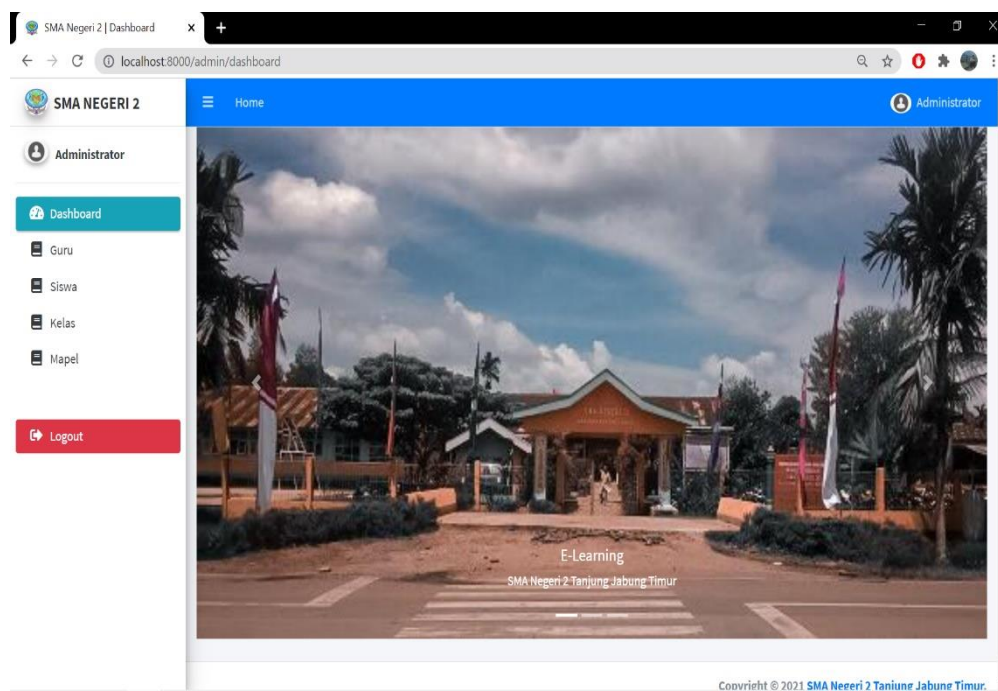 SMA Negeri 2 | Dashboard
localhost:8000/admin/dashboard
SMA NEGERI 2
Home
Administrator
Administrator
Dashboard
Guru
Siswa
Kelas
Mapel
Logout
E-Learning
SMA Negeri 2 Tanjung Jabung Timur
Copyright © 2021 SMA Negeri 2 Tanjung Jabung Timur.